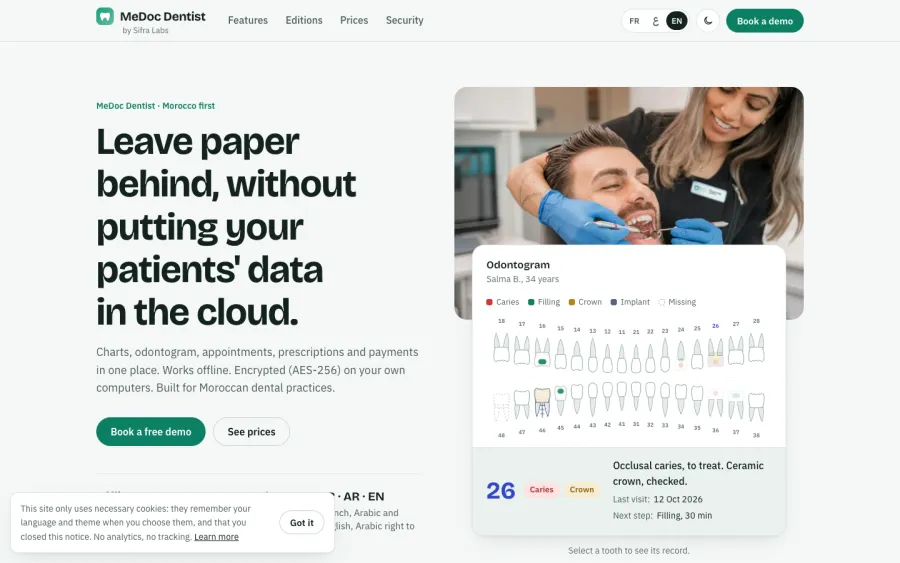 MeDoc Dentist
by Sifra Labs
Features
Editions
Prices
Security
FR
ع
EN
Book a demo
MeDoc Dentist · Morocco first
Leave paper
behind, without
putting your
patients' data
in the cloud.
Charts, odontogram, appointments, prescriptions and payments
in one place. Works offline. Encrypted (AES-256) on your own
computers. Built for Moroccan dental practices.
Book a free demo
See prices
· AR · EN
nch, Arabic and
glish, Arabic right to
This site only uses necessary cookies: they remember your
language and theme when you choose them, and that you
closed this notice. No analytics, no tracking. Learn more
Got it
Odontogram
Salma B., 34 years
Caries
Filling
Crown
Implant
Missing
18 17 16 15 14 13 12 11 21 22 23 24 25 26 27 28
48 47 46 45 44 43 42 41 31 32 33 34 35 36 37 38
26
Caries
Crown
Occlusal caries, to treat. Ceramic
crown, checked.
Last visit: 12 Oct 2026
Next step: Filling, 30 min
Select a tooth to see its record.